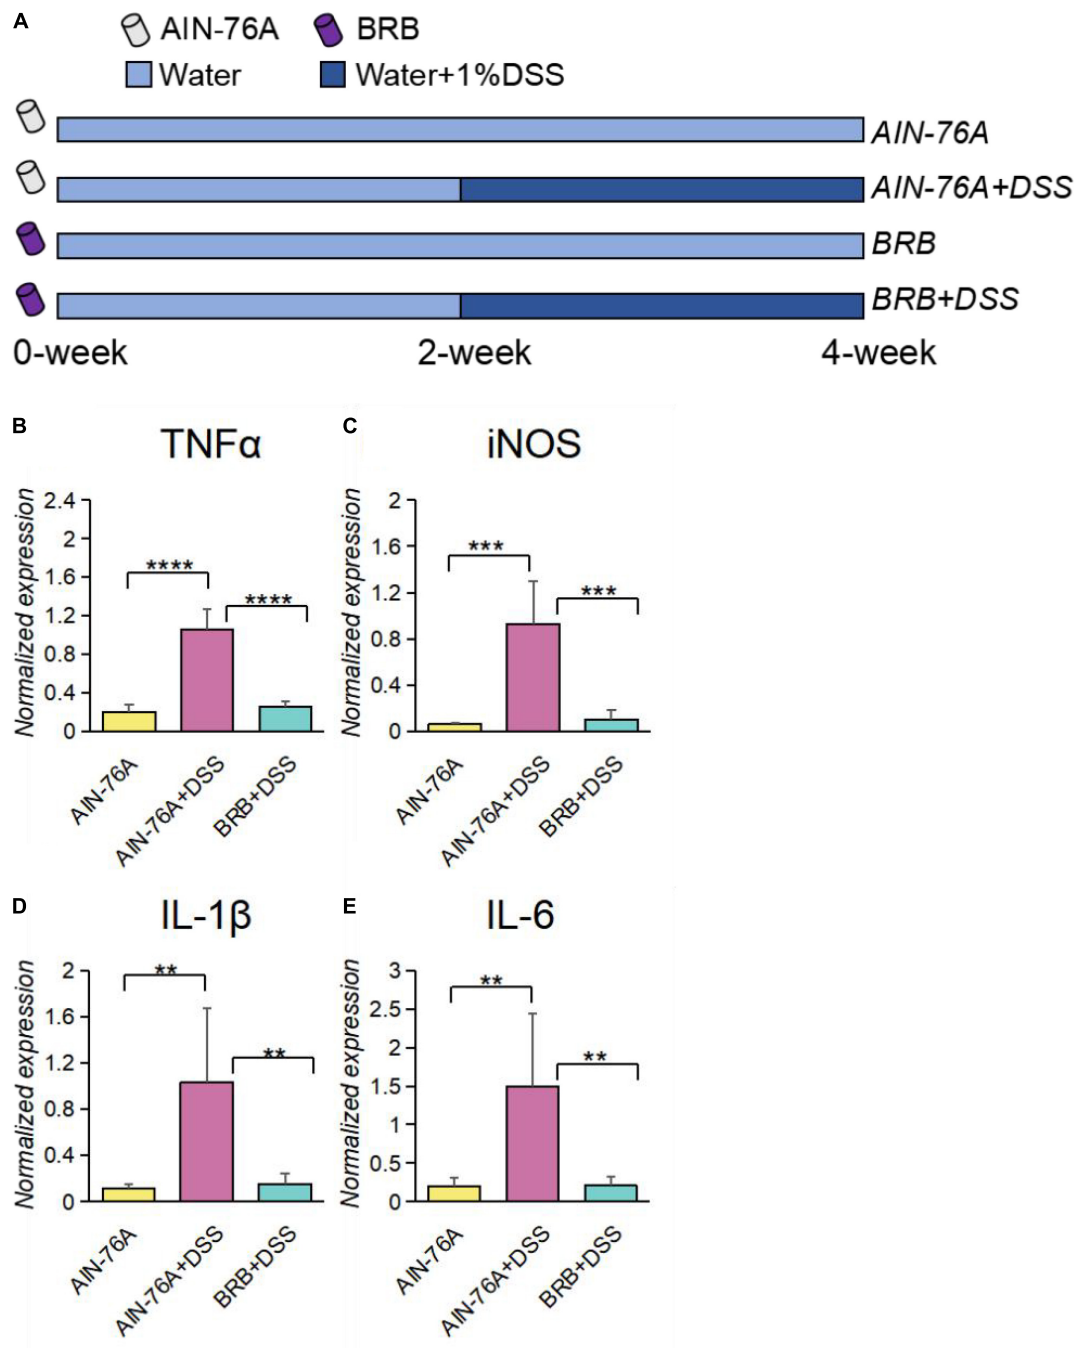 A
AIN-76A BRB
Water Water+1%DSS
AIN-76A
AIN-76A+DSS
BRB
BRB+DSS
0-week 2-week 4-week
B
TNFα
Normalized expression
2.4
2
1.6
1.2
0.8
0.4
0
****
****
AIN-76A
AIN-76A+DSS
BRB+DSS
C
iNOS
Normalized expression
2
1.6
1.2
0.8
0.4
0
***
***
AIN-76A
AIN-76A+DSS
BRB+DSS
D
IL-1β
Normalized expression
2
1.6
1.2
0.8
0.4
0
**
**
AIN-76A
AIN-76A+DSS
BRB+DSS
E
IL-6
Normalized expression
3
2.5
2
1.5
1
0.5
0
**
**
AIN-76A
AIN-76A+DSS
BRB+DSS